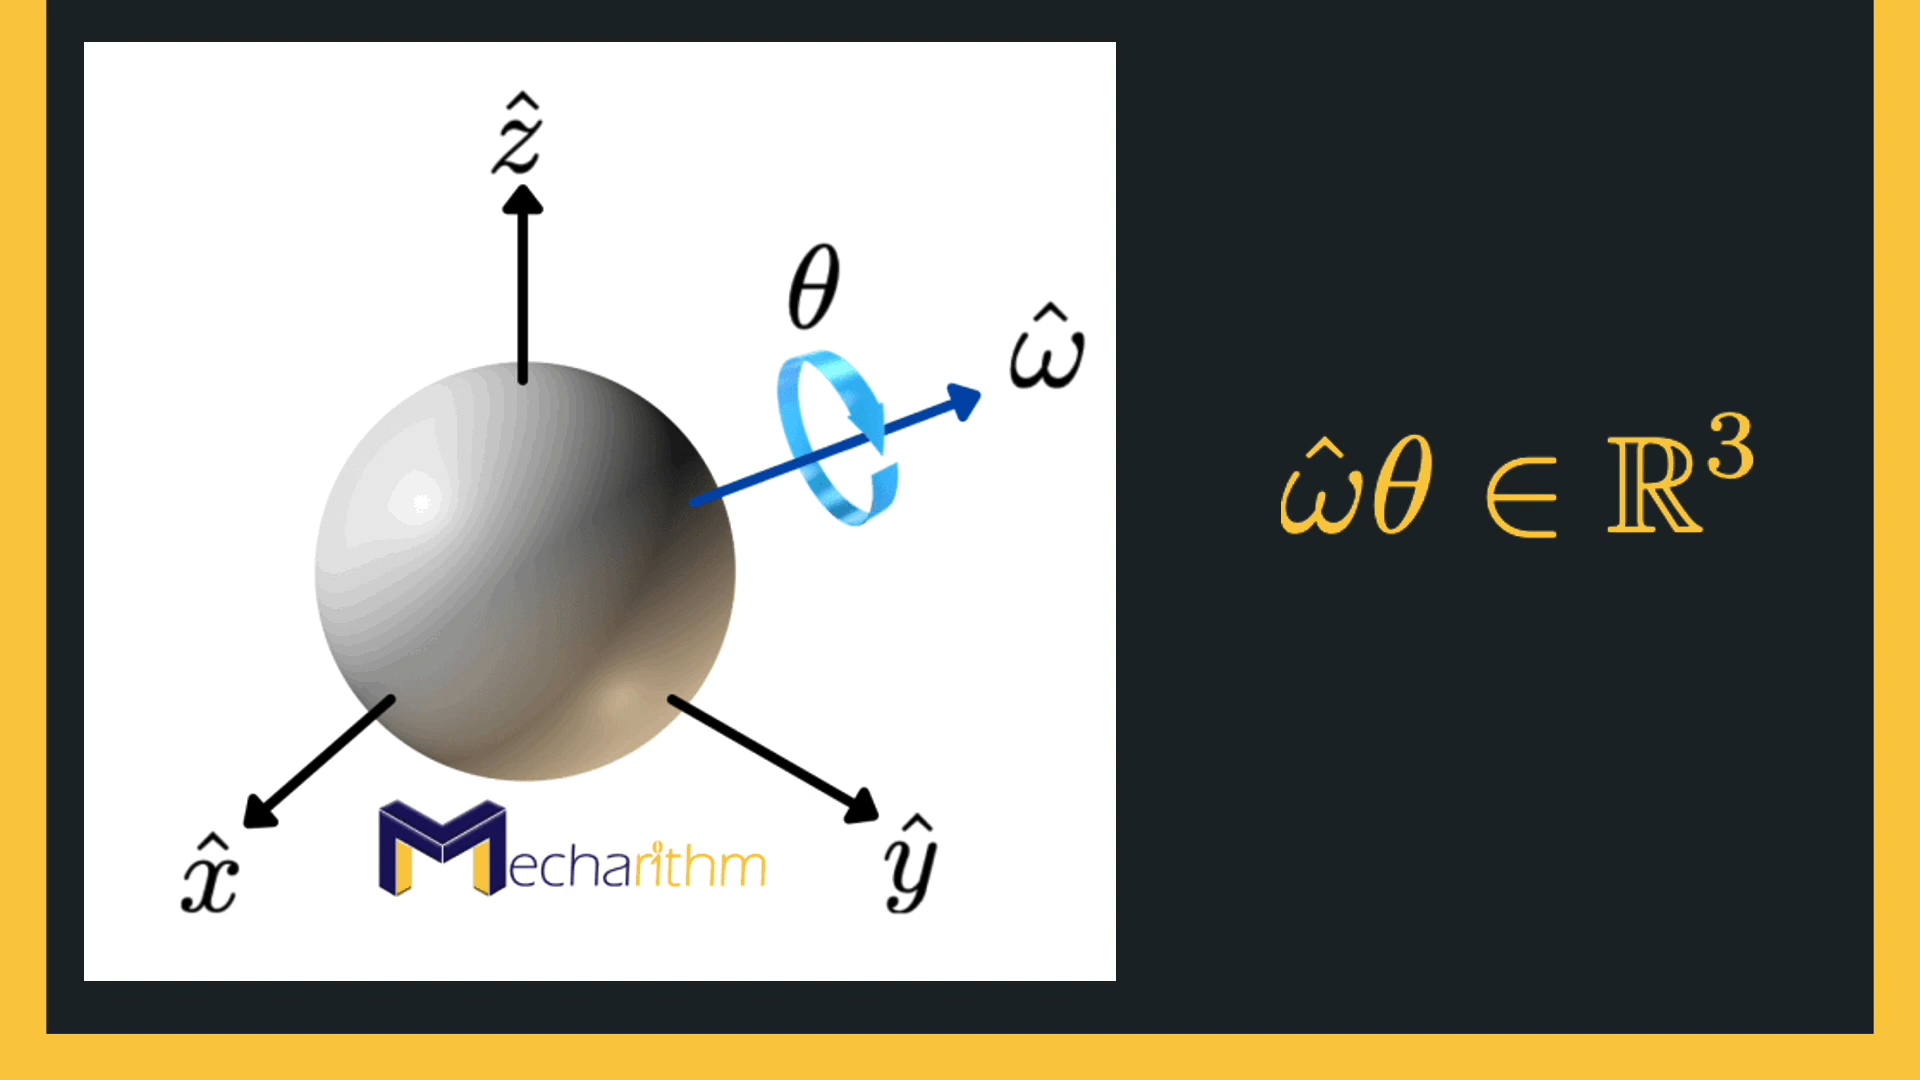 ẑ
θ
ω̂
ω̂θ ∈ ℝ³
x̂
ŷ
Mecharithm